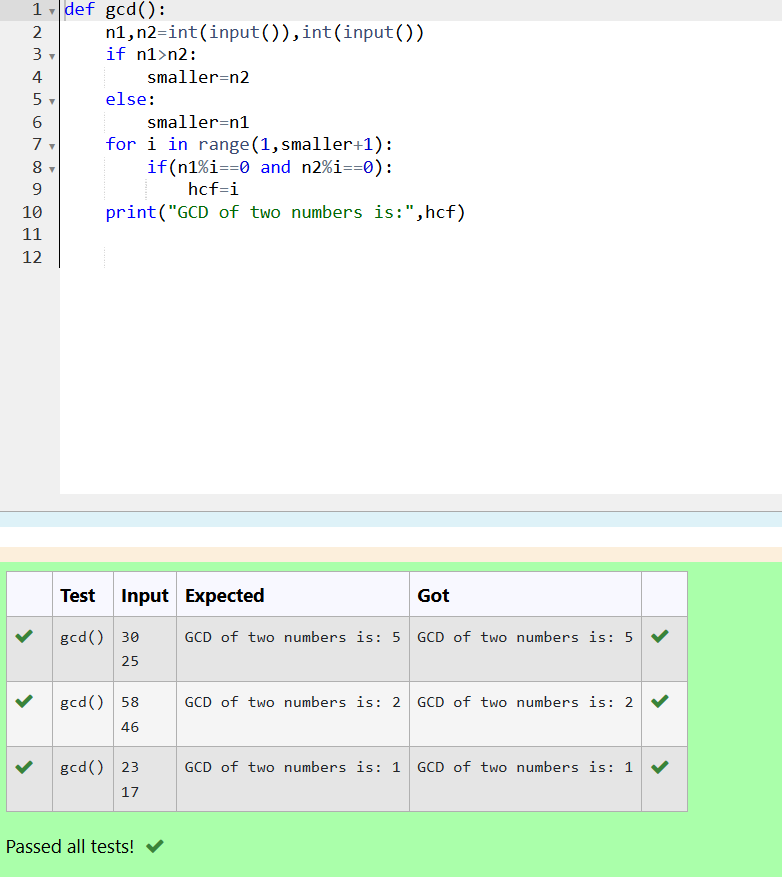 1 def gcd():
2     n1,n2=int(input()),int(input())
3     if n1>n2:
4         smaller=n2
5     else:
6         smaller=n1
7     for i in range(1,smaller+1):
8         if(n1%i==0 and n2%i==0):
9             hcf=i
10     print("GCD of two numbers is:",hcf)
11
12
Test Input Expected Got
gcd() 30 GCD of two numbers is: 5 GCD of two numbers is: 5
25
gcd() 58 GCD of two numbers is: 2 GCD of two numbers is: 2
46
gcd() 23 GCD of two numbers is: 1 GCD of two numbers is: 1
17
Passed all tests!